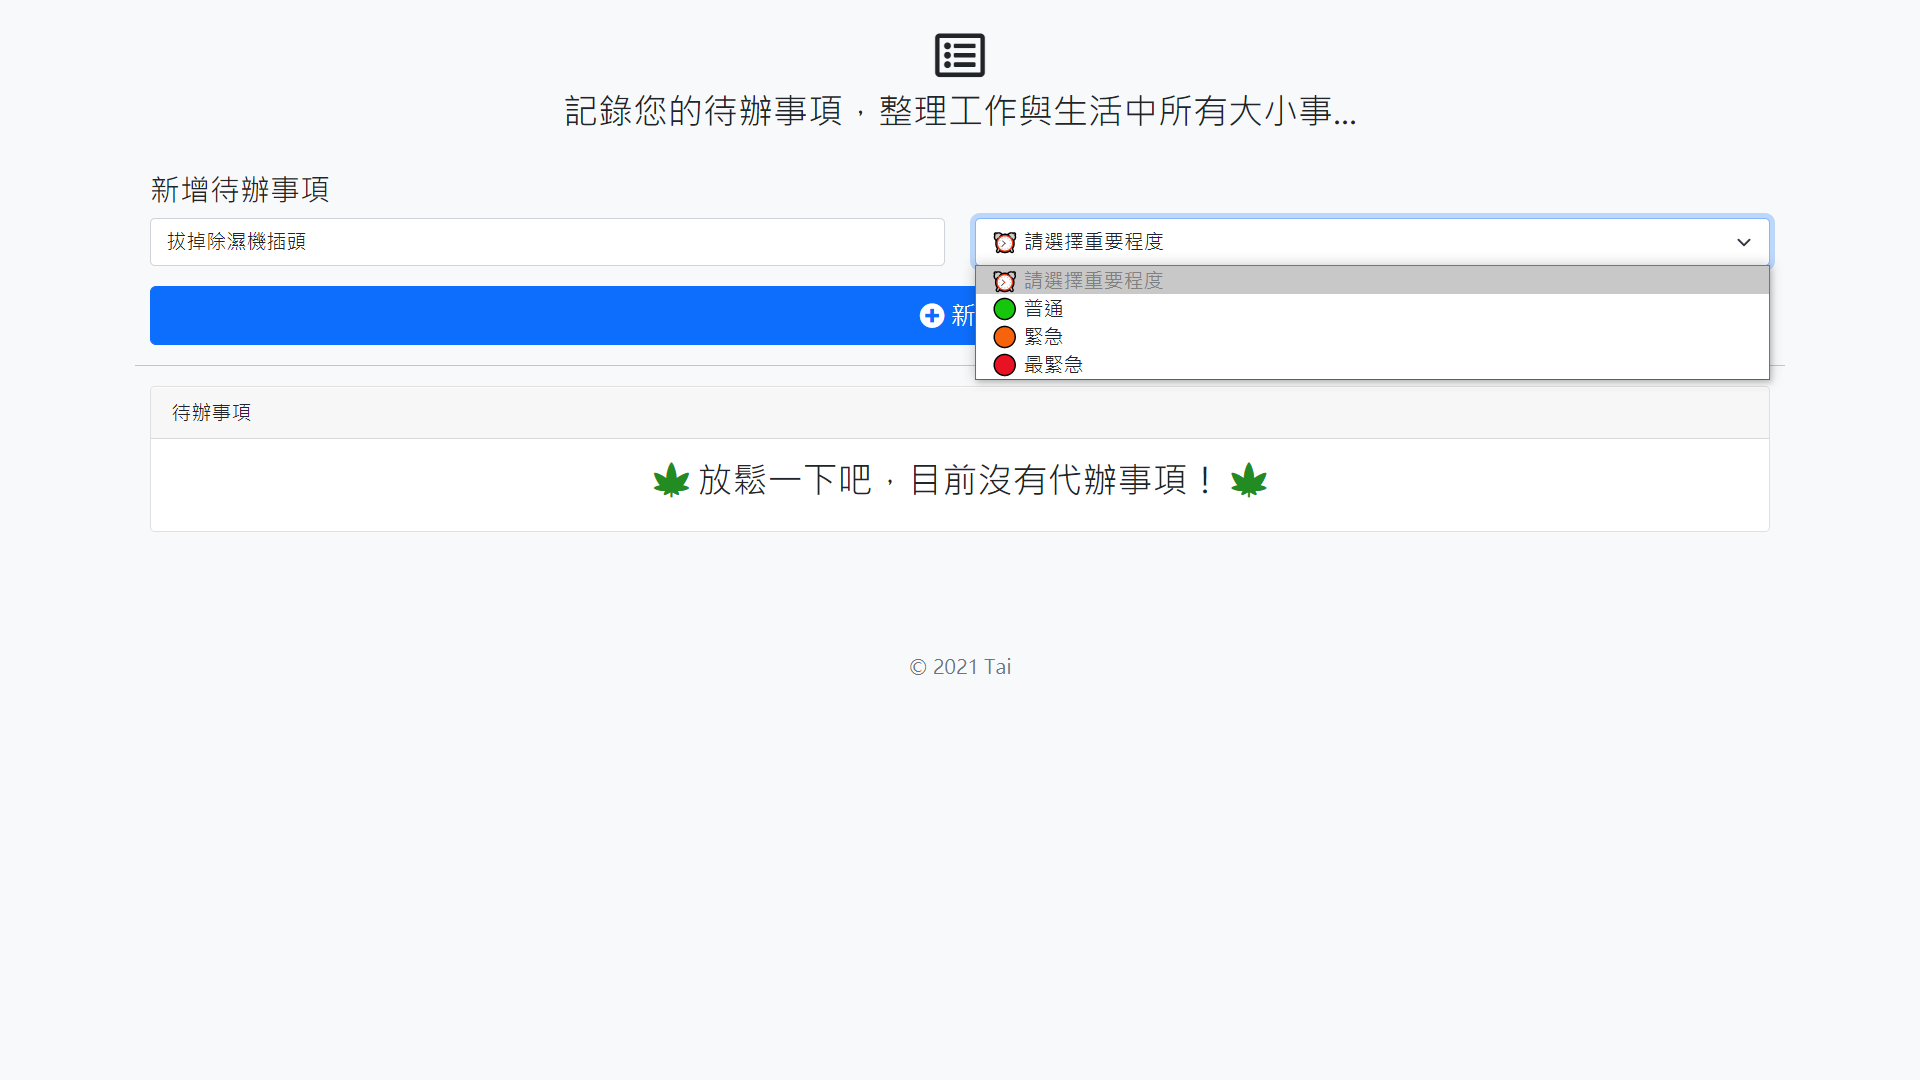 記錄您的待辦事項，整理工作與生活中所有大小事...
新增待辦事項
拔掉除濕機插頭
請選擇重要程度
請選擇重要程度
普通
緊急
最緊急
新
待辦事項
放鬆一下吧，目前沒有代辦事項！
© 2021 Tai